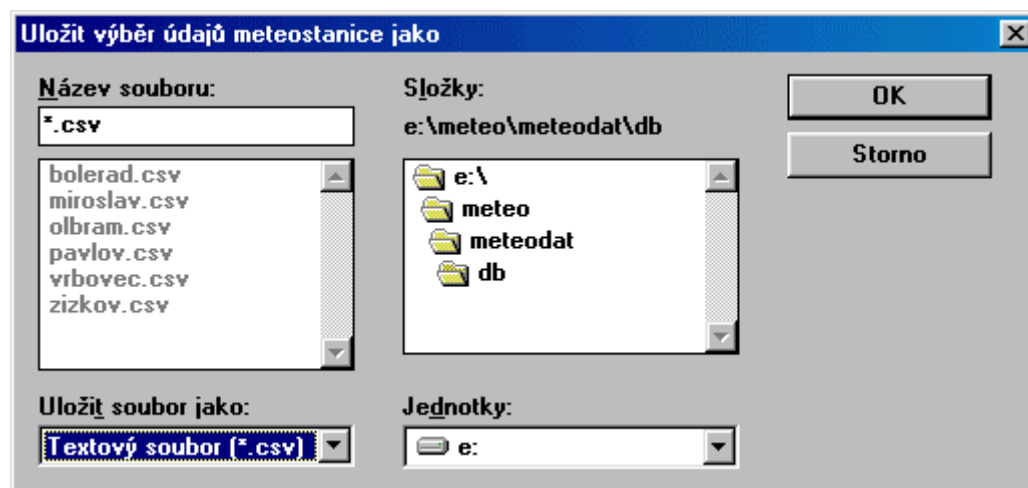 Uložit výběr údajů meteostanice jako
Název souboru:
*.csv
bolerad.csv
miroslav.csv
olbram.csv
pavlov.csv
vrbovec.csv
zizkov.csv
Uložit soubor jako:
Textový soubor (*.csv)
Složky:
e:\meteo\meteodat\db
e:\
meteo
meteodat
db
Jednotky:
e:
OK
Storno